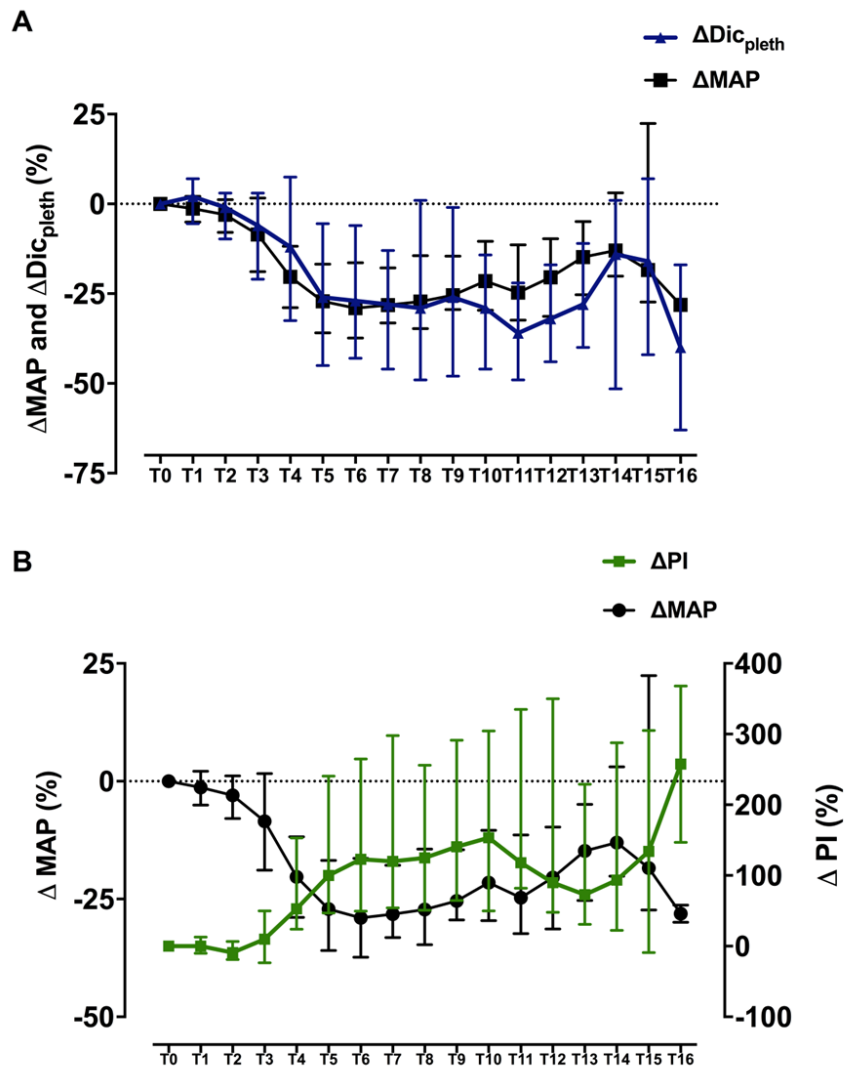 A
ΔDicpleth
ΔMAP
ΔMAP and ΔDicpleth (%)
25
0
-25
-50
-75
T0 T1 T2 T3 T4 T5 T6 T7 T8 T9 T10 T11 T12 T13 T14 T15 T16
B
ΔPI
ΔMAP
Δ MAP (%)
25
0
-25
-50
400
300
200
100
0
-100
Δ PI (%)
T0 T1 T2 T3 T4 T5 T6 T7 T8 T9 T10 T11 T12 T13 T14 T15 T16